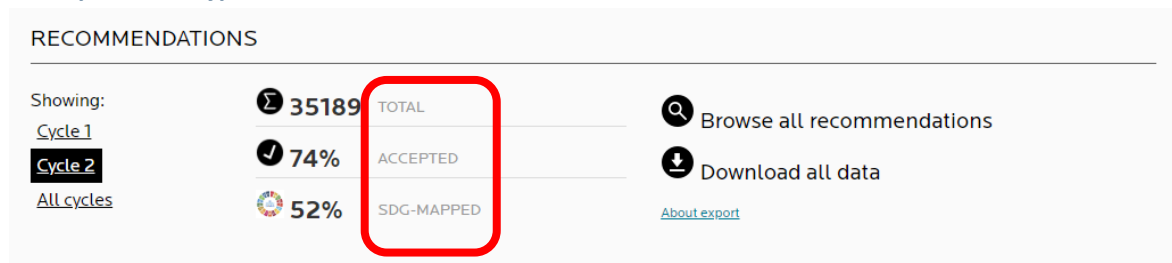 RECOMMENDATIONS
Showing:
Cycle 1
Cycle 2
All cycles
Σ 35189 TOTAL
74% ACCEPTED
52% SDG-MAPPED
Browse all recommendations
Download all data
About export